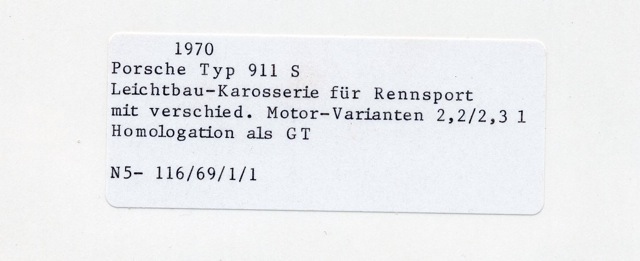 1970
Porsche Typ 911 S
Leichtbau-Karosserie für Rennsport
mit verschied. Motor-Varianten 2,2/2,3 l
Homologation als GT
N5- 116/69/1/1